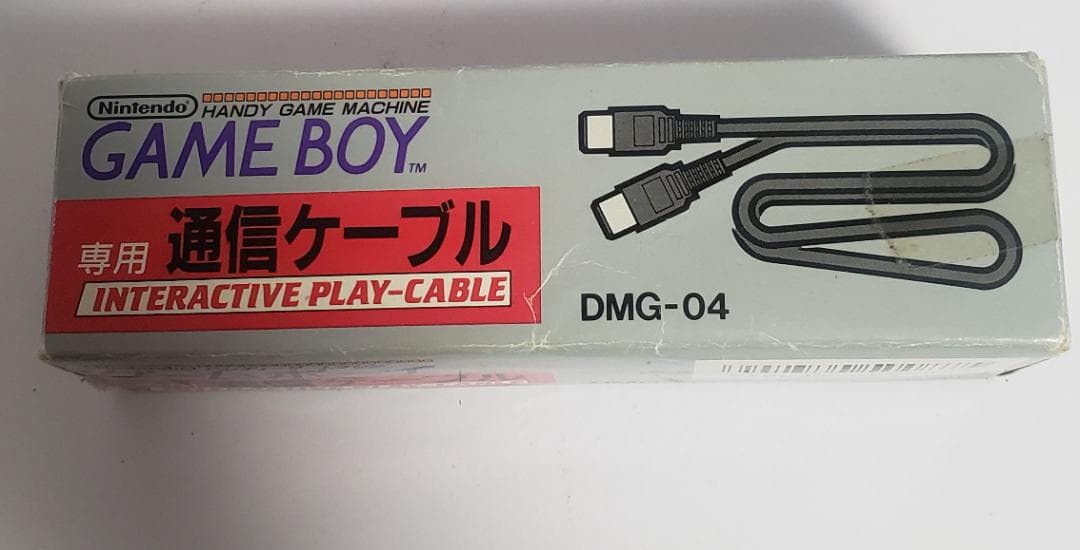 Nintendo® HANDY GAME MACHINE
GAME BOY™
専用 通信ケーブル
INTERACTIVE PLAY-CABLE
DMG-04